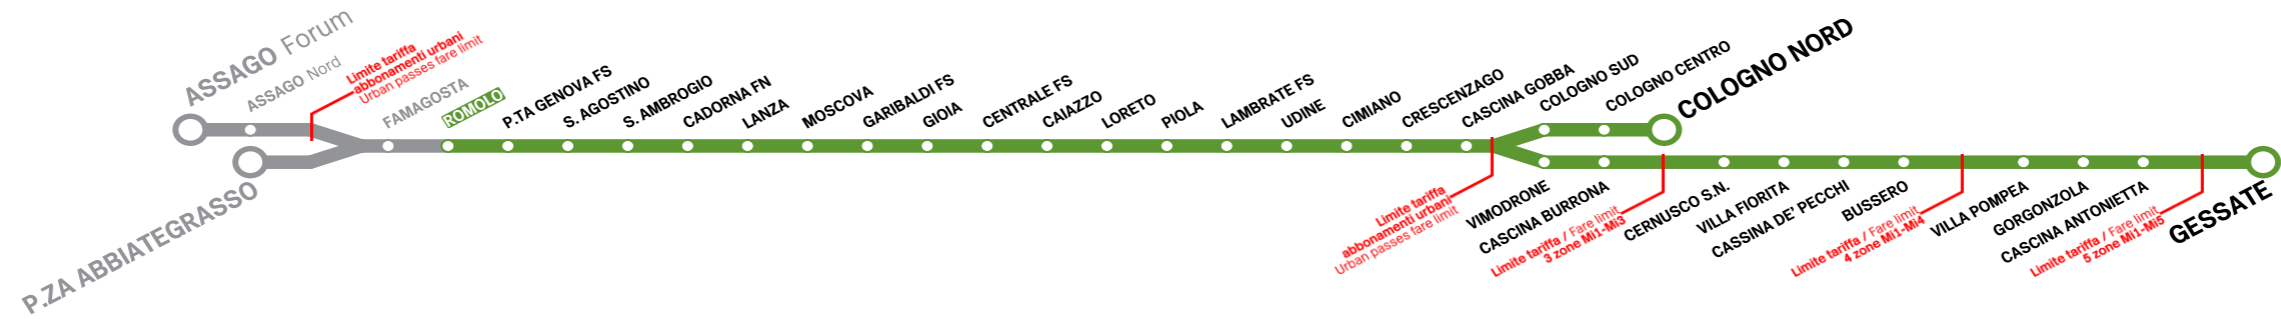 ASSAGO Forum
ASSAGO Nord
Limite tariffa
abbonamenti urbani
Urban passes fare limit
P.ZA ABBIATEGRASSO
FAMAGOSTA
ROMOLO
P.TA GENOVA FS
S. AGOSTINO
S. AMBROGIO
CADORNA FN
LANZA
MOSCOVA
GARIBALDI FS
GIOIA
CENTRALE FS
CAIAZZO
LORETO
PIOLA
LAMBRATE FS
UDINE
CIMIANO
CRESCENZAGO
CASCINA GOBBA
COLOGNO SUD
COLOGNO CENTRO
COLOGNO NORD
Limite tariffa
abbonamenti urbani
Urban passes fare limit
VIMODRONE
CASCINA BURRONA
Limite tariffa / Fare limit
3 zone Mi1-Mi3
CERNUSCO S.N.
VILLA FIORITA
CASSINA DE' PECCHI
BUSSERO
Limite tariffa / Fare limit
4 zone Mi1-Mi4
VILLA POMPEA
GORGONZOLA
CASCINA ANTONIETTA
Limite tariffa / Fare limit
5 zone Mi1-Mi5
GESSATE